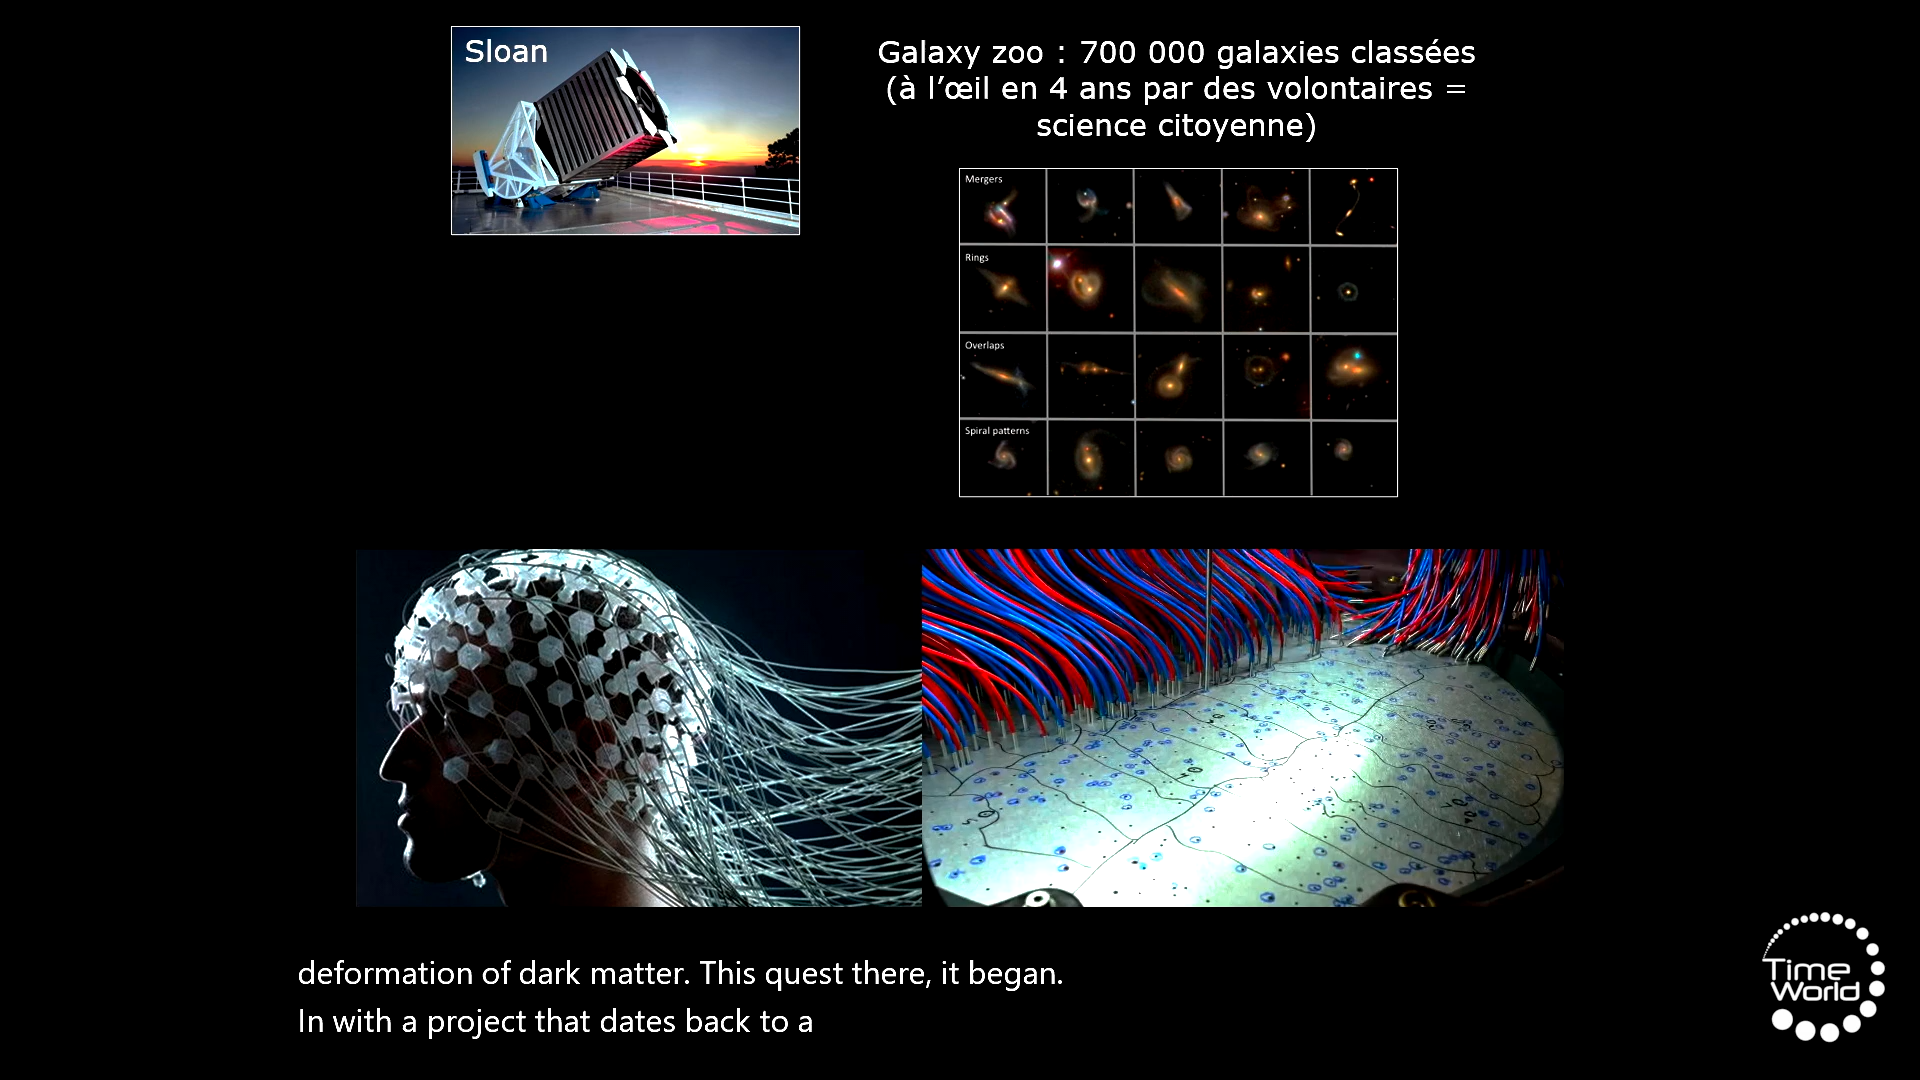 Sloan
Galaxy zoo : 700 000 galaxies classées
(à l’œil en 4 ans par des volontaires =
science citoyenne)
Mergers
Rings
Overlaps
Spiral patterns
deformation of dark matter. This quest there, it began.
In with a project that dates back to a
Time
World